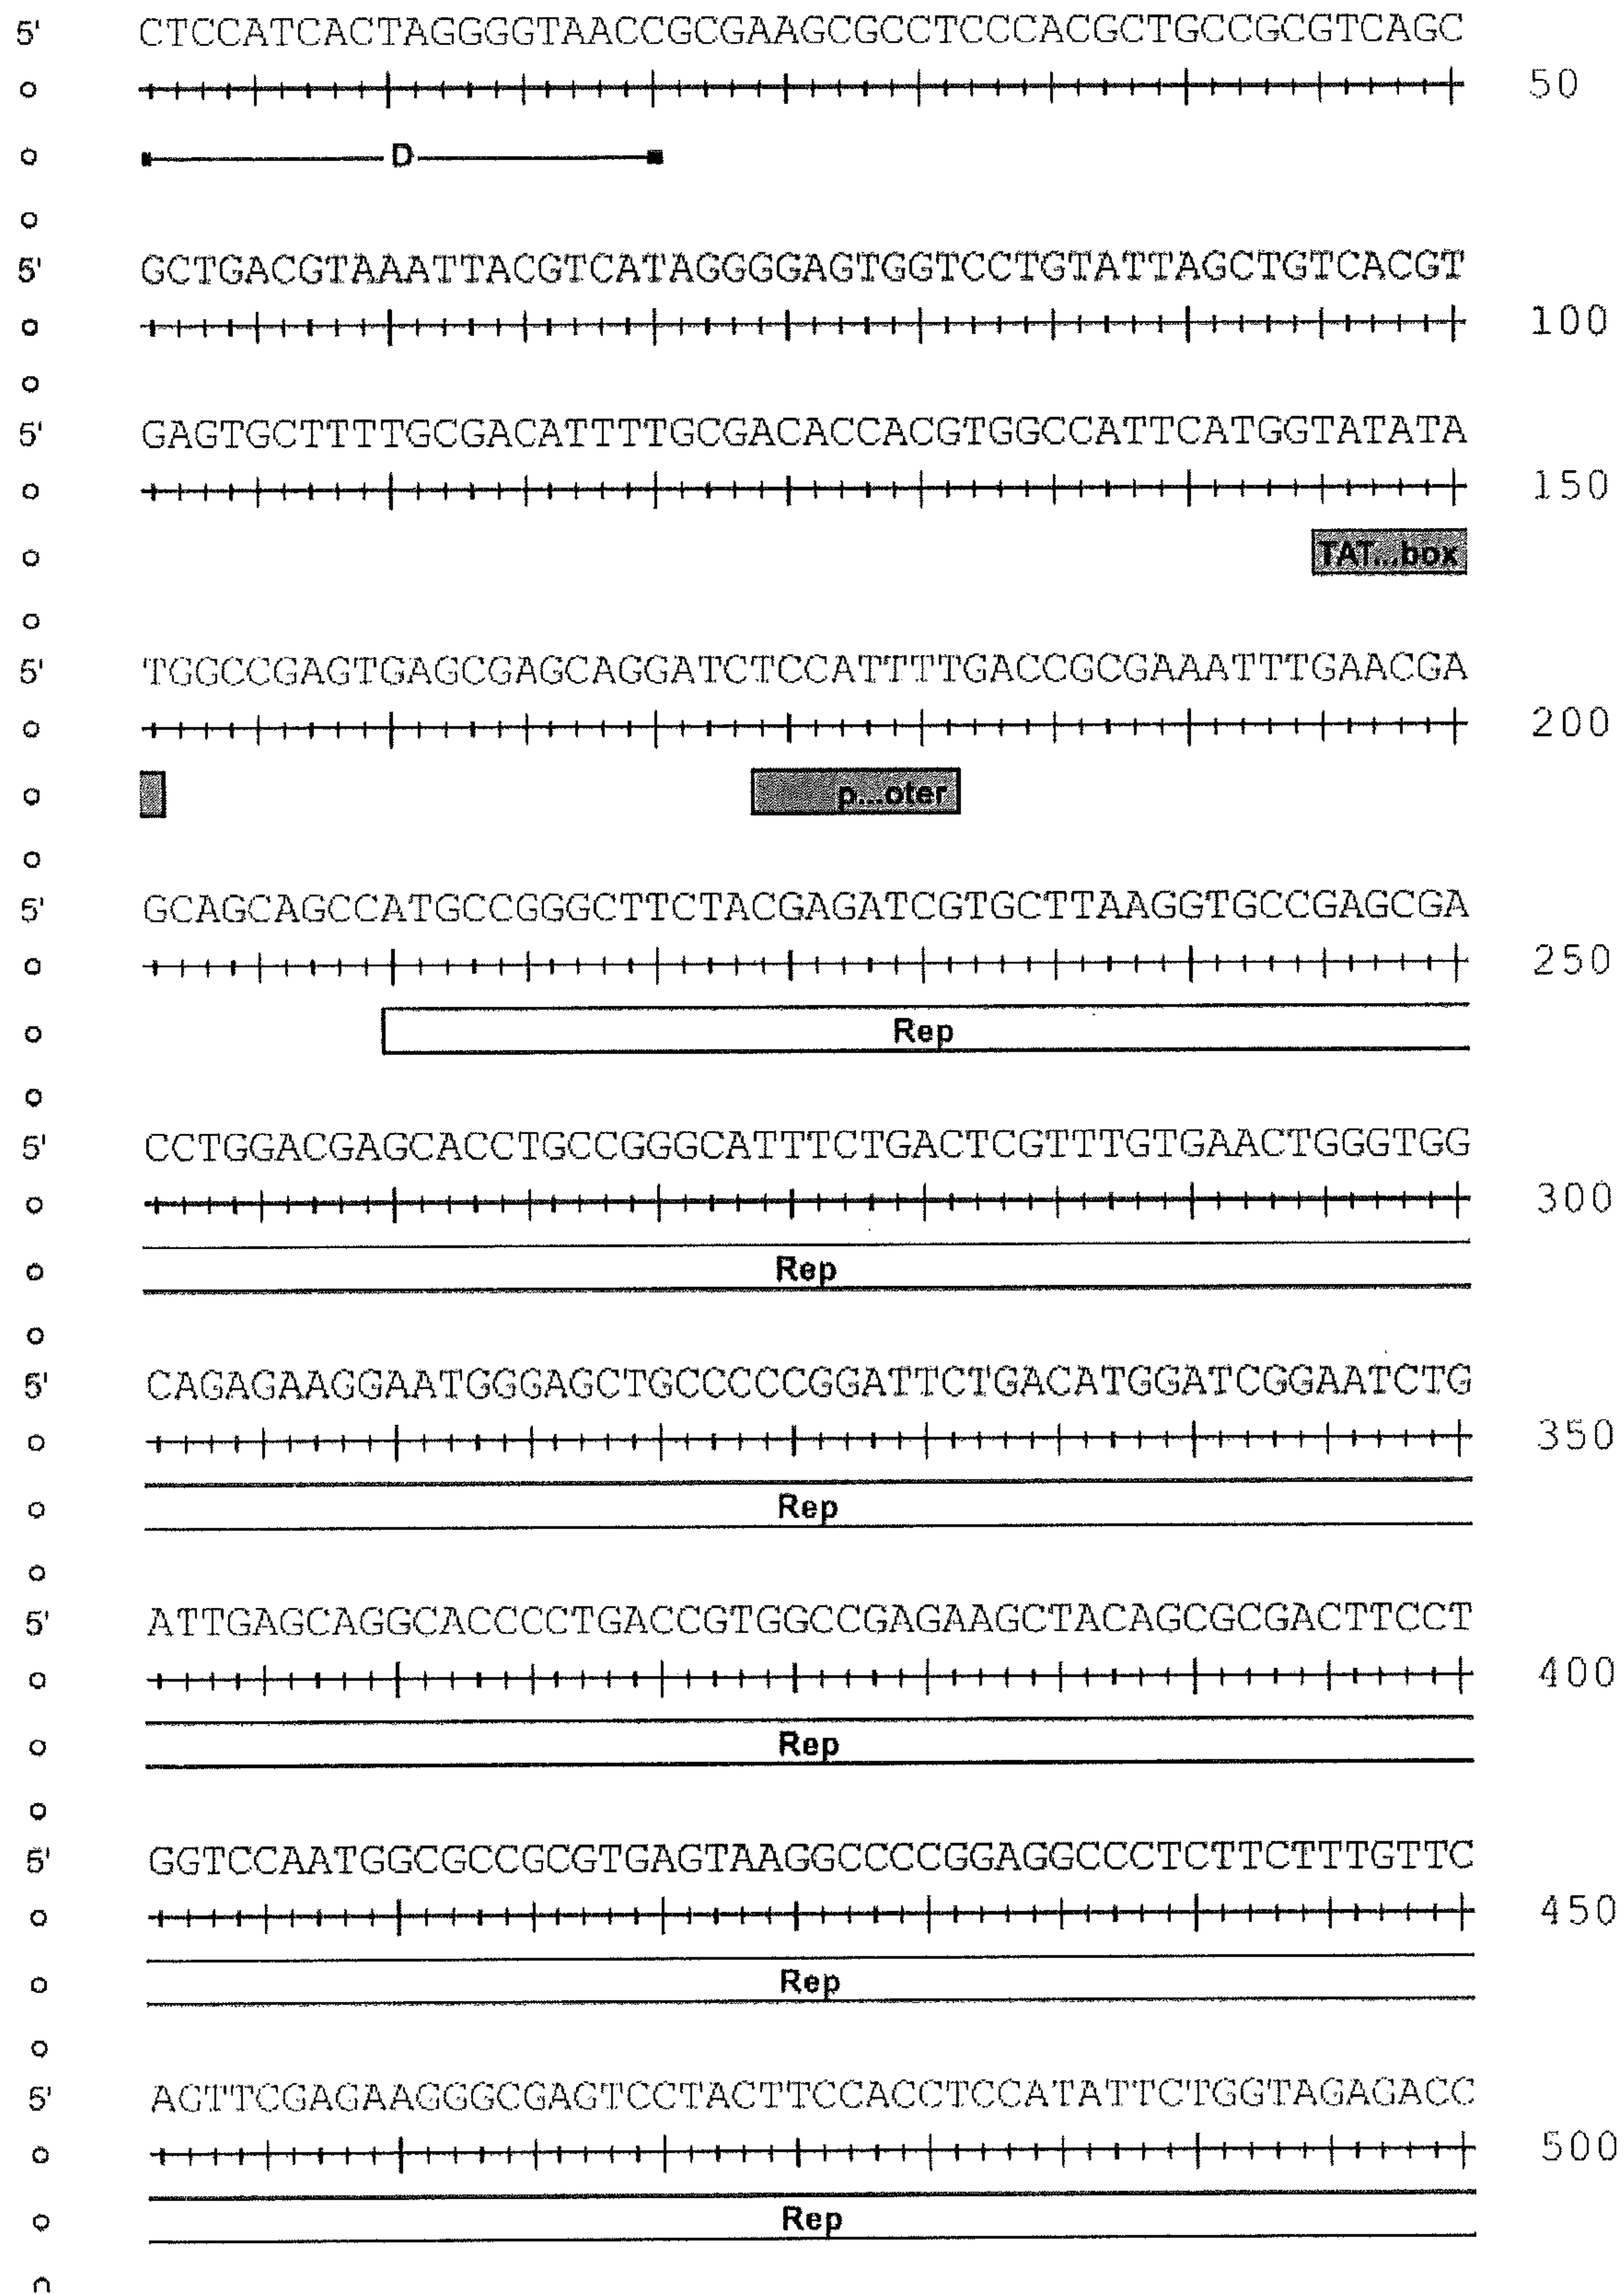 5' CTCCATCACTAGGGGTAACCGCGAAGCGCCTCCCACGCTGCCGCGTCAGC
50
D
5' GCTGACGTAAATTACGTCATAGGGGAGTGGTCCTGTATTAGCTGTCACGT
100
5' GAGTGCTTTTGCGACATTTTGCGACACCACGTGGCCATTCATGGTATATA
150
TAT...box
5' TGGCCGAGTGAGCGAGCAGGATCTCCATTTTGACCGCGAAATTTGAACGA
200
p...oter
5' GCAGCAGCCATGCCGGGCTTCTACGAGATCGTGCTTAAGGTGCCGAGCGA
250
Rep
5' CCTGGACGAGCACCTGCCGGGCATTTCTGACTCGTTTGTGAACTGGGTGG
300
Rep
5' CAGAGAAGGAATGGGAGCTGCCCCCGGATTCTGACATGGATCGGAATCTG
350
Rep
5' ATTGAGCAGGCACCCCTGACCGTGGCCGAGAAGCTACAGCGCGACTTCCT
400
Rep
5' GGTCCAATGGCGCCGCGTGAGTAAGGCCCCGGAGGCCCTCTTCTTTGTTC
450
Rep
5' AGTTCGAGAAGGGCGAGTCCTACTTCCACCTCCATATTCTGGTAGAGACC
500
Rep